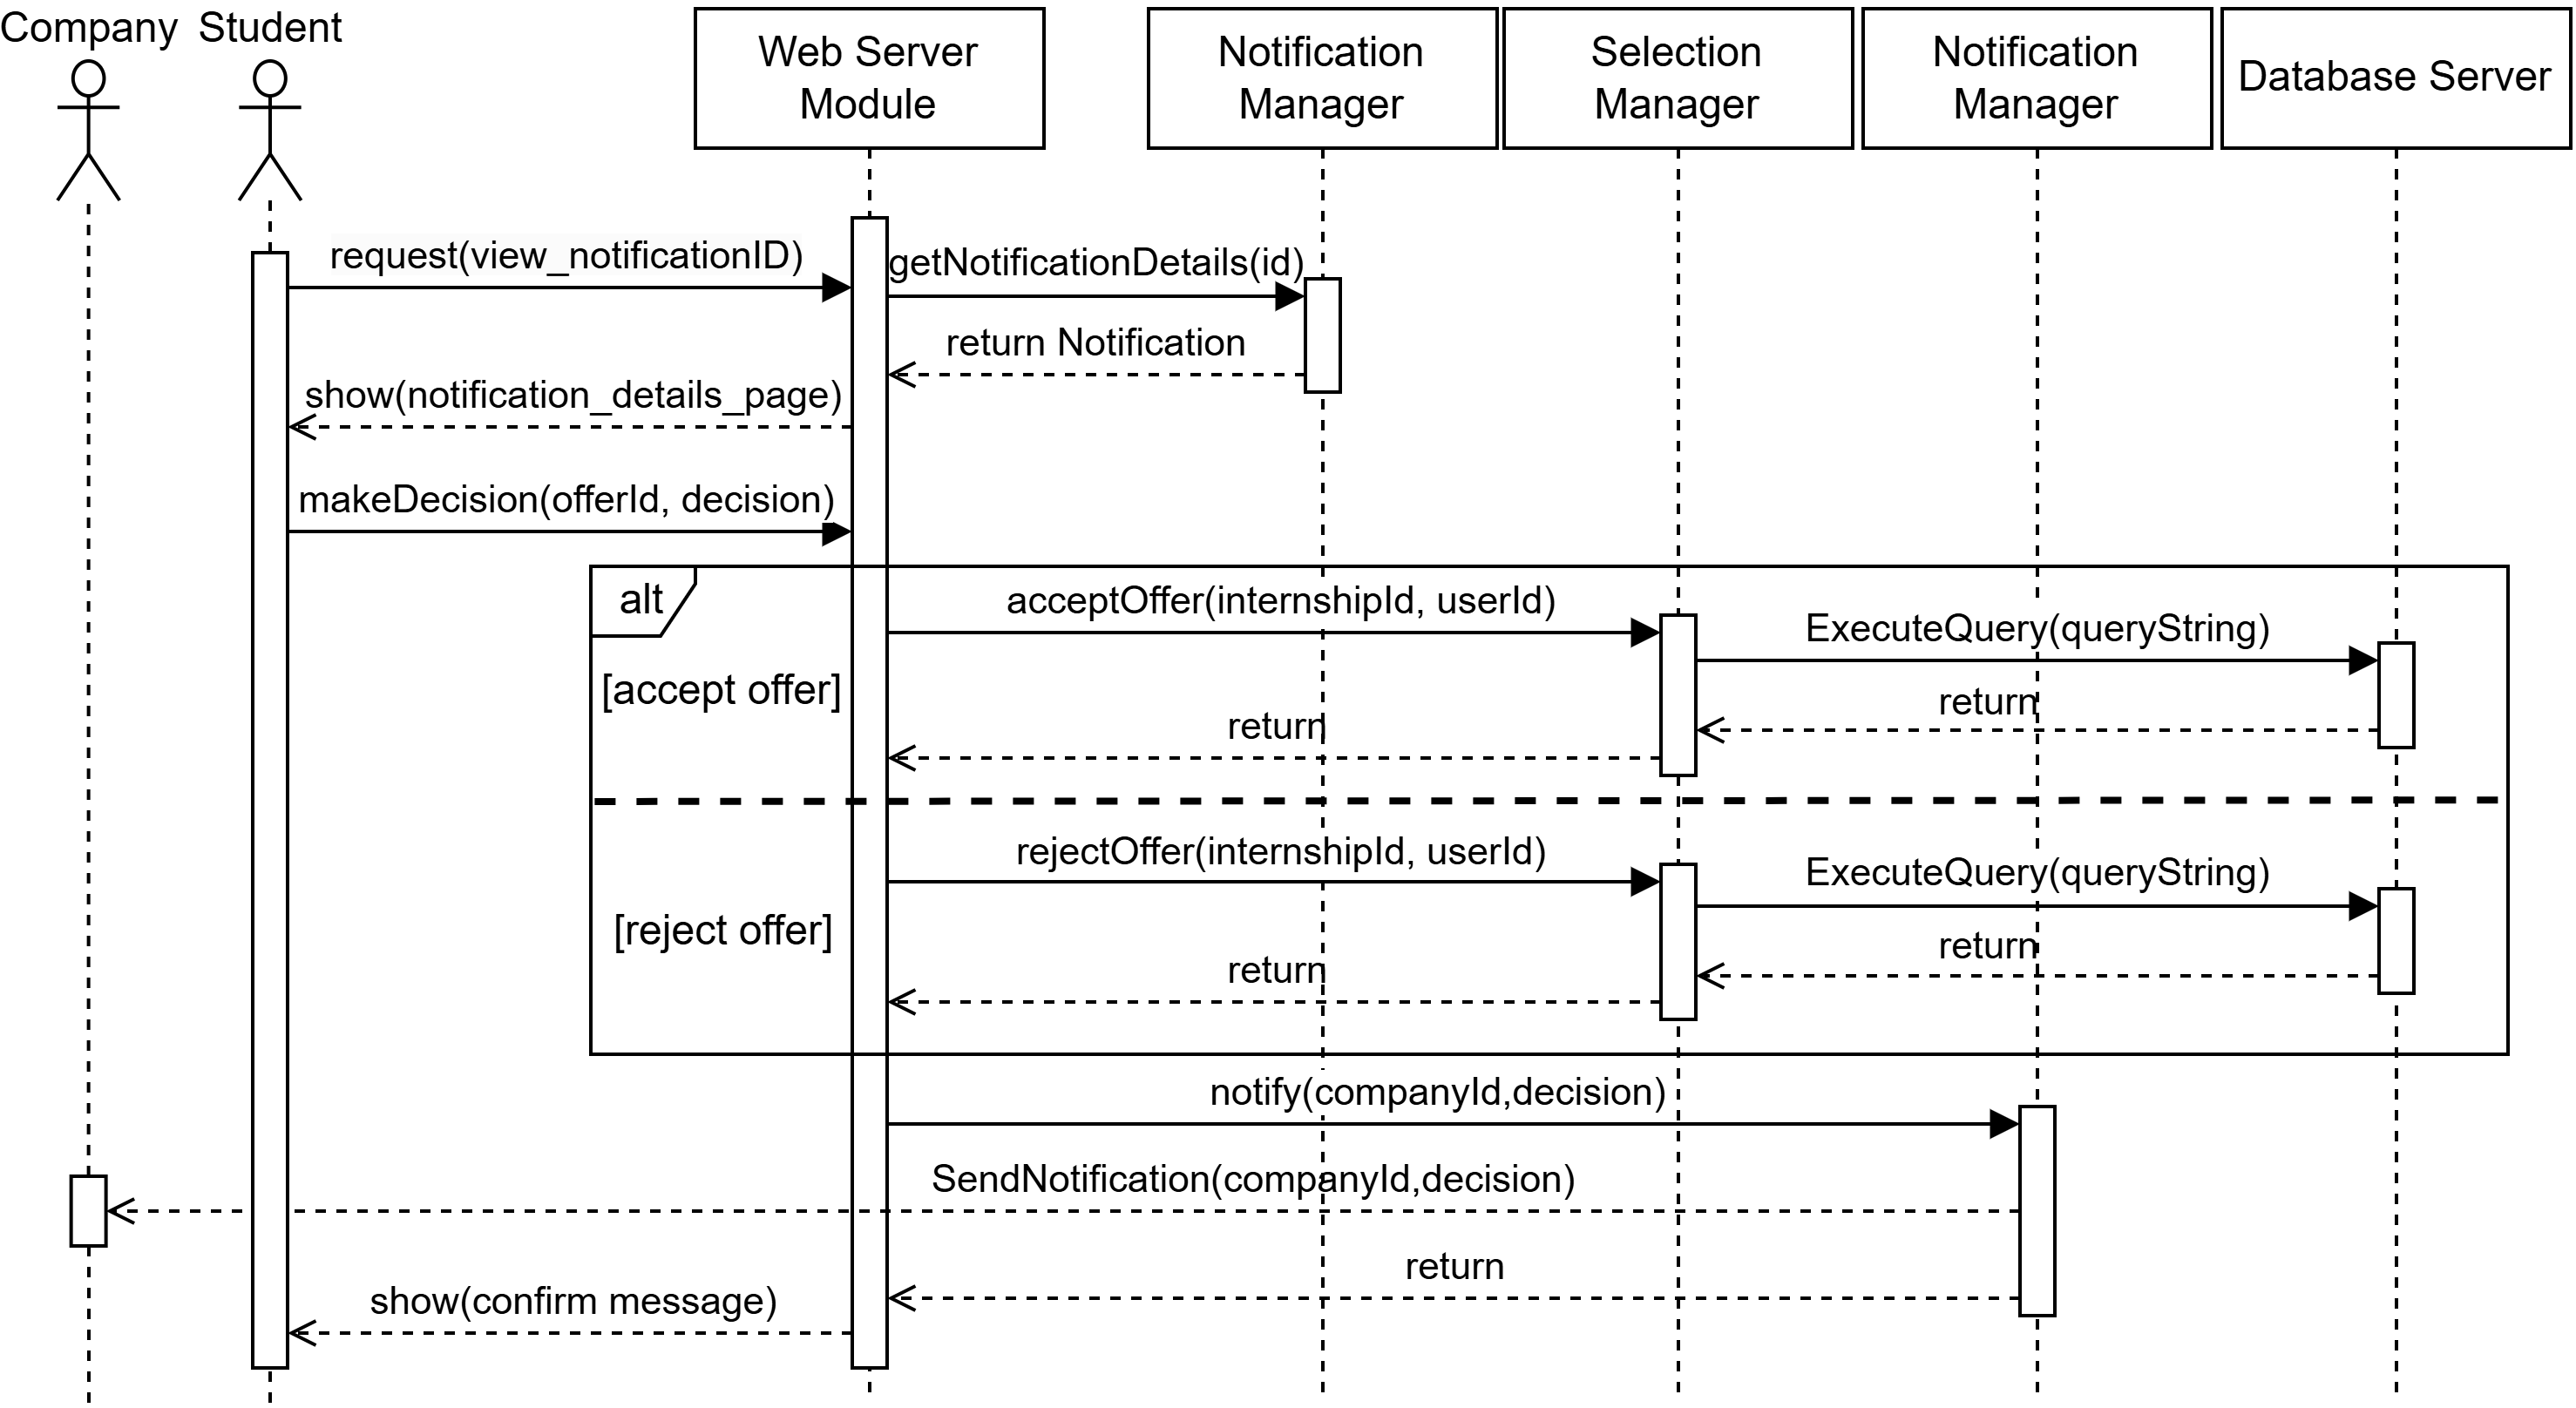 Company
Student
Web Server
Module
Notification
Manager
Selection
Manager
Notification
Manager
Database Server
request(view_notificationID)
getNotificationDetails(id)
return Notification
show(notification_details_page)
makeDecision(offerId, decision)
alt
acceptOffer(internshipId, userId)
ExecuteQuery(queryString)
[accept offer]
return
return
rejectOffer(internshipId, userId)
ExecuteQuery(queryString)
[reject offer]
return
return
notify(companyId,decision)
SendNotification(companyId,decision)
return
show(confirm message)